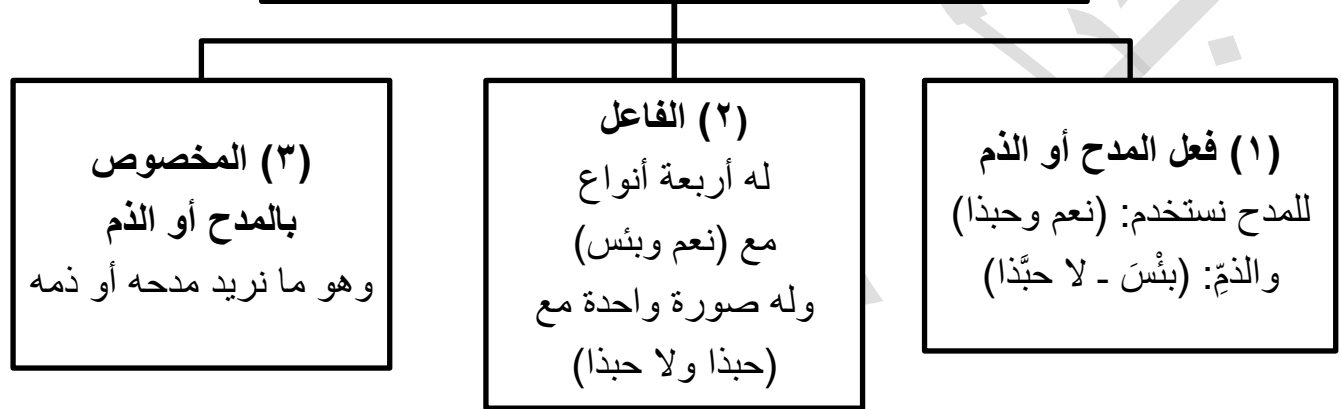 (١) فعل المدح أو الذم
للمدح نستخدم: (نعم وحبذا)
والذمِّ: (بئْسَ - لا حبَّذا)
(٢) الفاعل
له أربعة أنواع
مع (نعم وبئس)
وله صورة واحدة مع
(حبذا ولا حبذا)
(٣) المخصوص
بالمدح أو الذم
وهو ما نريد مدحه أو ذمه